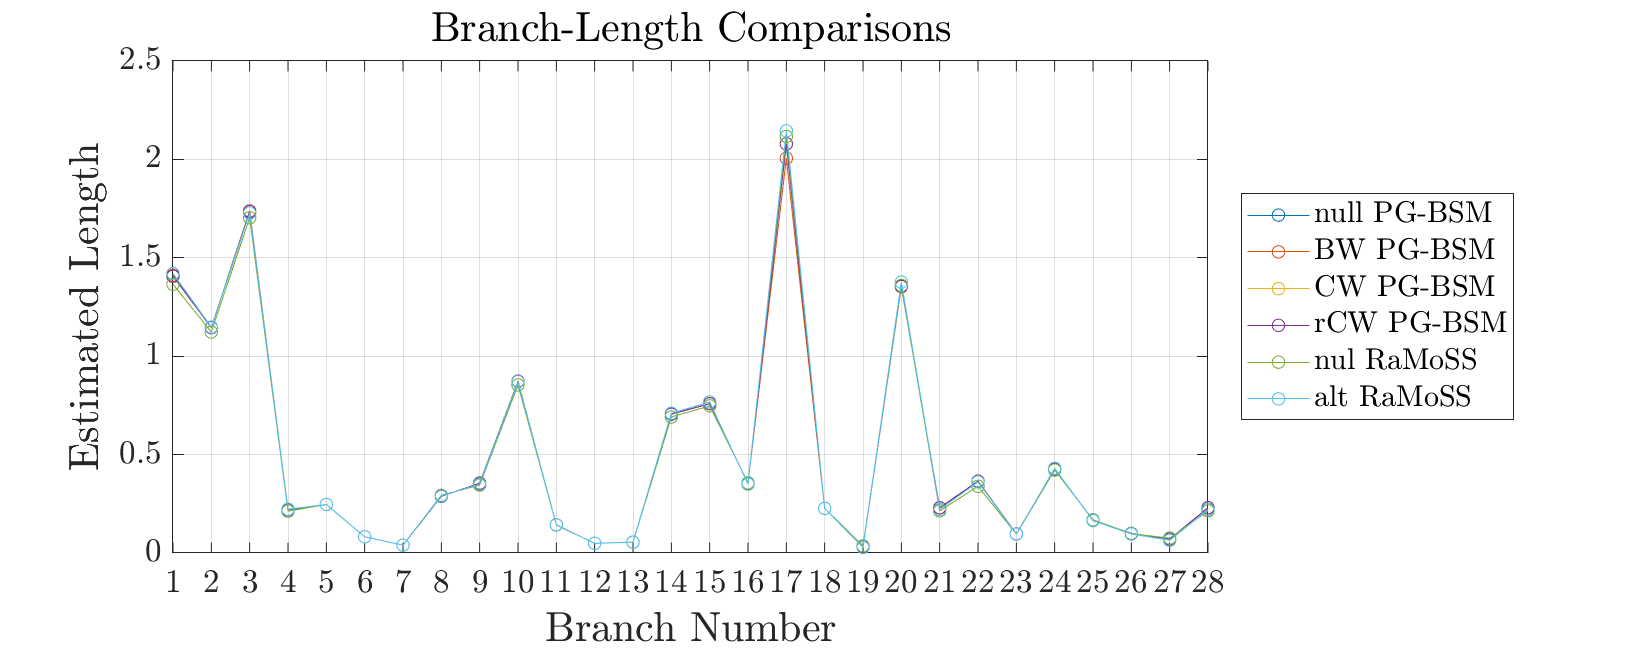 Branch-Length Comparisons
Estimated Length
2.5
2
1.5
1
0.5
0
1 2 3 4 5 6 7 8 9 10 11 12 13 14 15 16 17 18 19 20 21 22 23 24 25 26 27 28
Branch Number
null PG-BSM
BW PG-BSM
CW PG-BSM
rCW PG-BSM
nul RaMoSS
alt RaMoSS